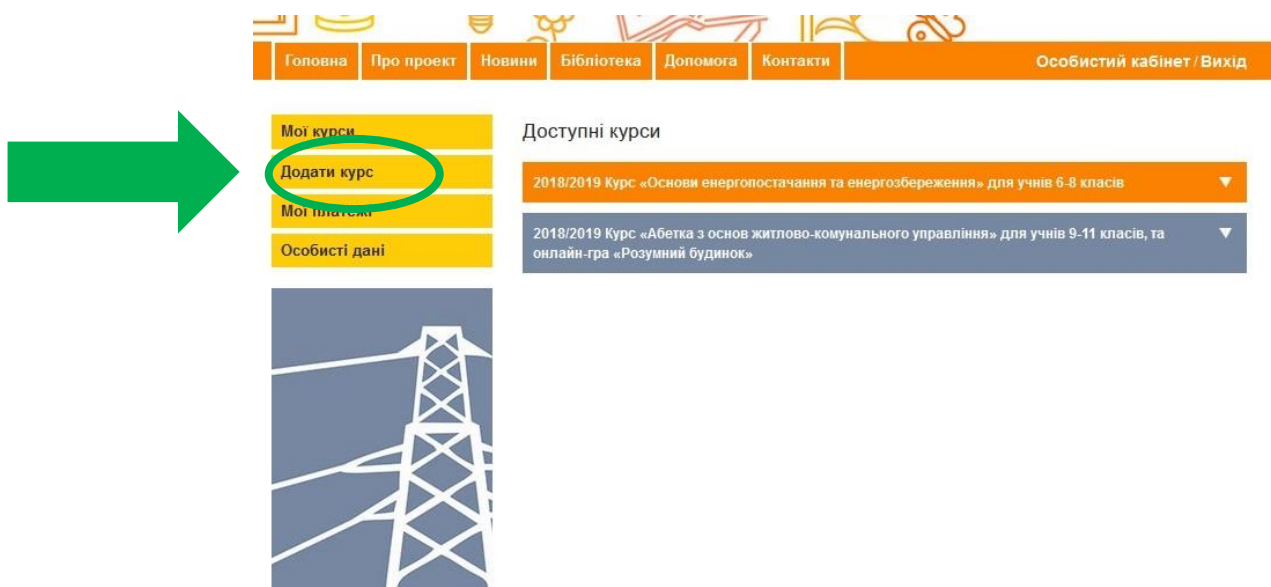 Головна Про проект Новини Бібліотека Допомога Контакти Особистий кабінет / Вихід
Мої курси
Додати курс
Мої платежі
Особисті дані
Доступні курси
2018/2019 Курс «Основи енергопостачання та енергозбереження» для учнів 6-8 класів
2018/2019 Курс «Абетка з основ житлово-комунального управління» для учнів 9-11 класів, та
онлайн-гра «Розумний будинок»